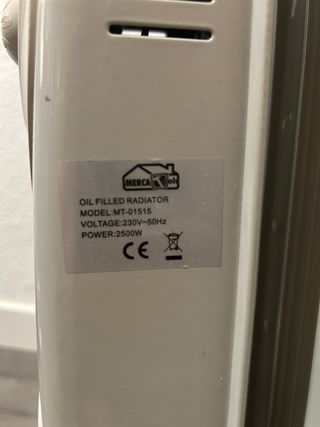 MERCA
OIL FILLED RADIATOR
MODEL:MT-01515
VOLTAGE:230V~50Hz
POWER:2500W
CE